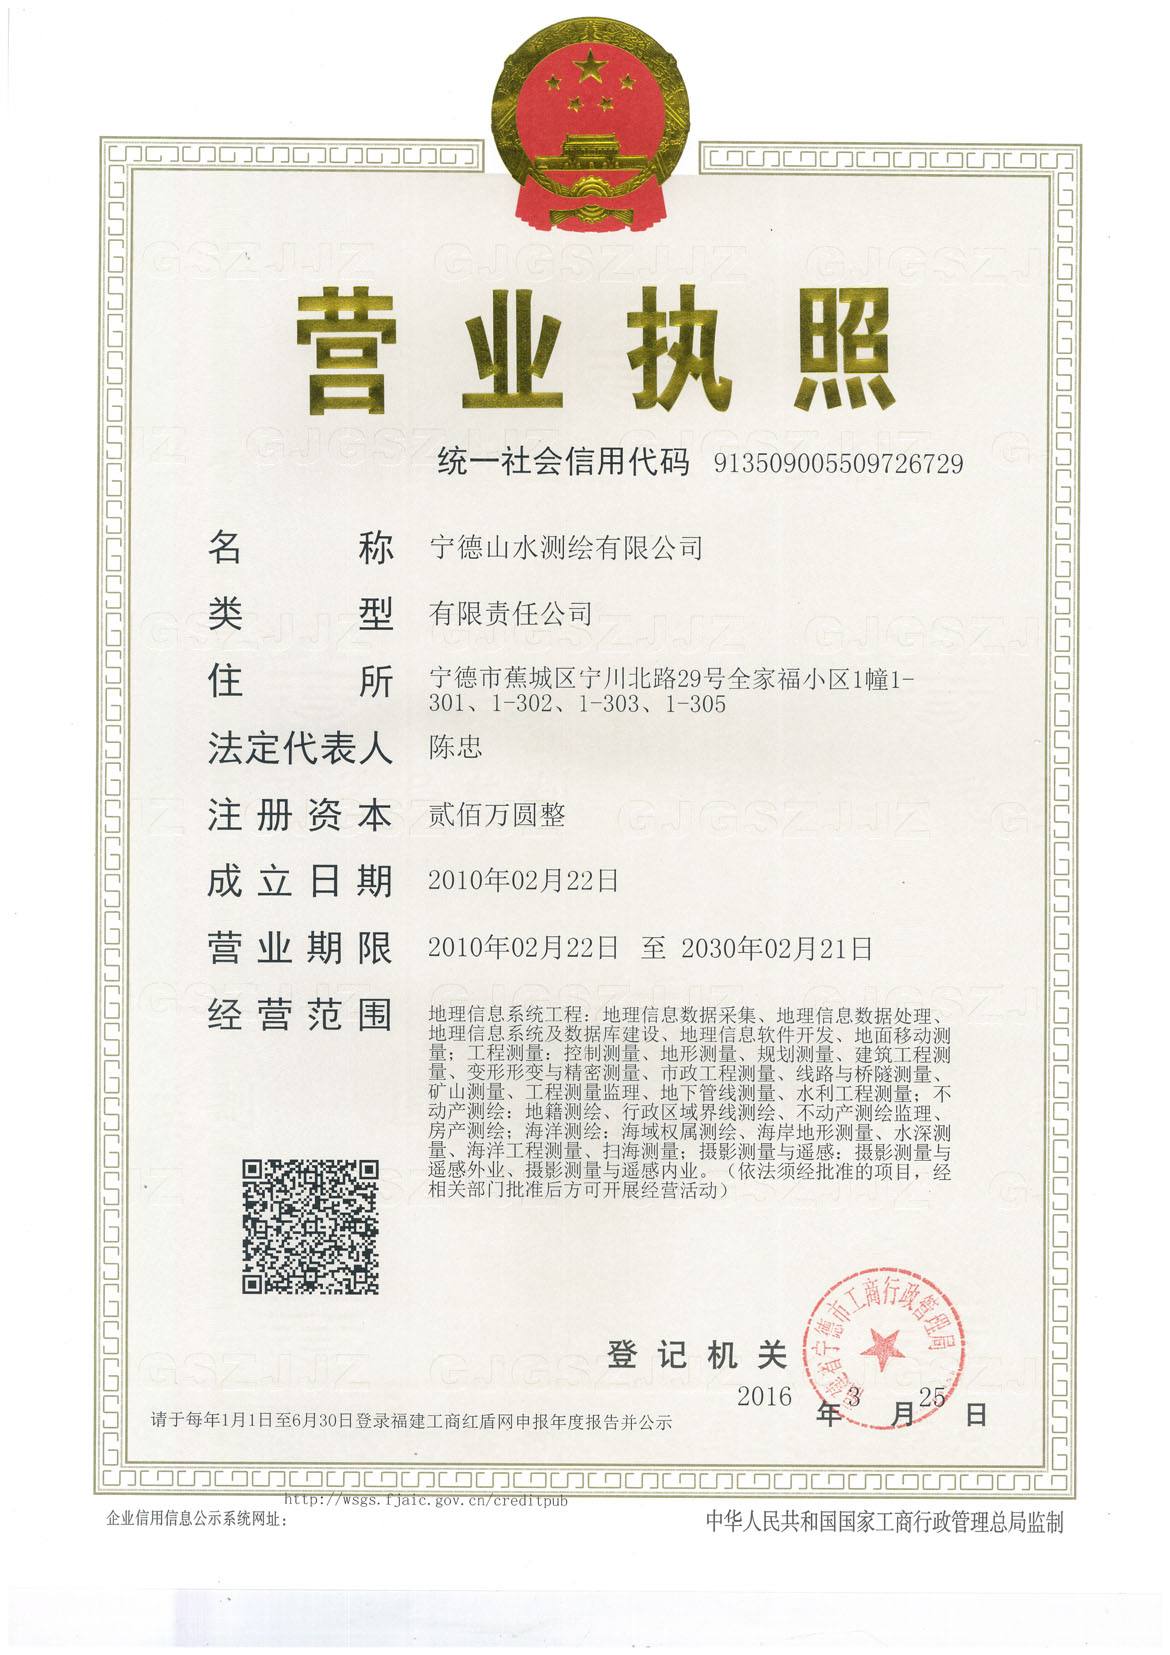 营业执照
统一社会信用代码 913509005509726729
名称 宁德山水测绘有限公司
类型 有限责任公司
住所 宁德市蕉城区宁川北路29号全家福小区1幢1-
301、1-302、1-303、1-305
法定代表人 陈忠
注册资本 贰佰万圆整
成立日期 2010年02月22日
营业期限 2010年02月22日 至 2030年02月21日
经营范围 地理信息系统工程：地理信息数据采集、地理信息数据处理、
地理信息系统及数据库建设、地理信息软件开发、地面移动测
量；工程测量：控制测量、地形测量、规划测量、建筑工程测
量、变形形变与精密测量、市政工程测量、线路与桥隧测量、
矿山测量、工程测量监理、地下管线测量、水利工程测量；不
动产测绘：地籍测绘、行政区域界线测绘、不动产测绘监理、
房产测绘；海洋测绘：海域权属测绘、海岸地形测量、水深测
量、海洋工程测量、扫海测量；摄影测量与遥感：摄影测量与
遥感外业、摄影测量与遥感内业。（依法须经批准的项目，经
相关部门批准后方可开展经营活动）
登记机关
福建省宁德市工商行政管理局
2016年3月25日
请于每年1月1日至6月30日登录福建工商红盾网申报年度报告并公示
http://wsgs.fjaic.gov.cn/creditpub
企业信用信息公示系统网址：
中华人民共和国国家工商行政管理总局监制